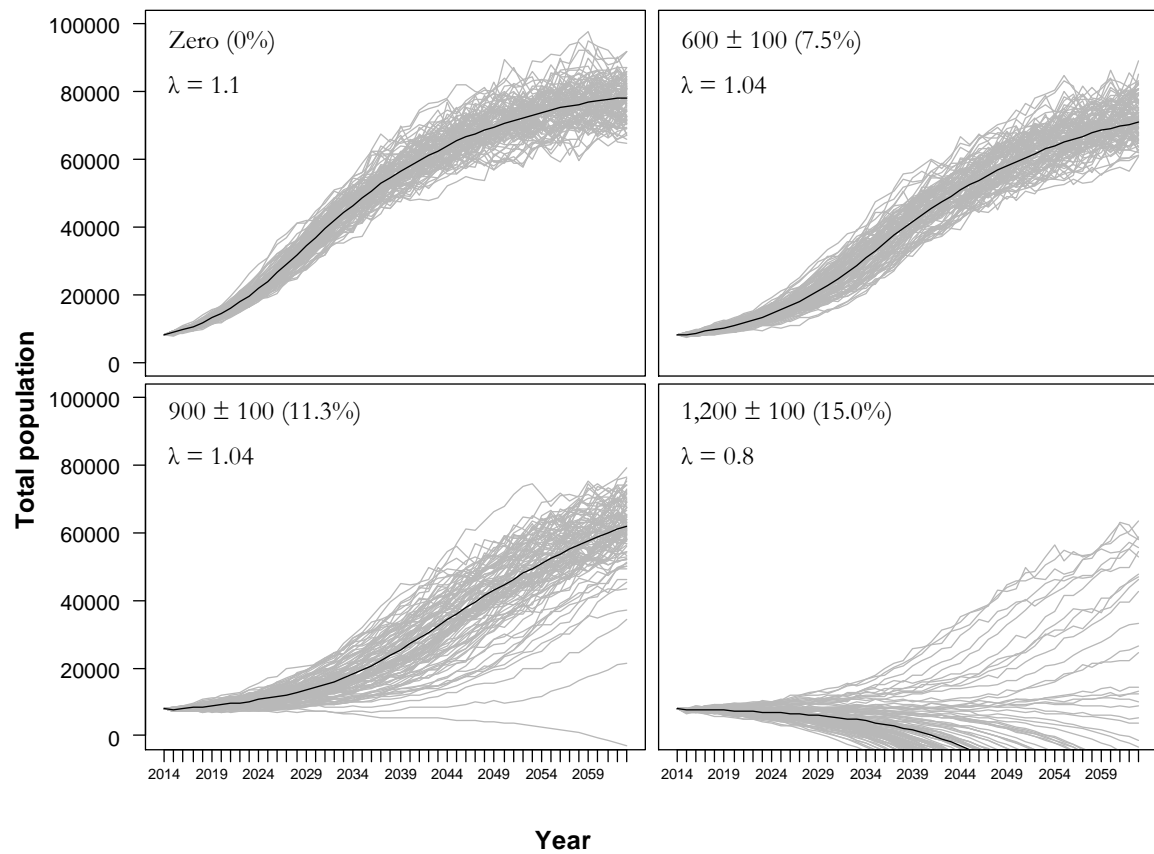 Zero (0%)
λ = 1.1
600 ± 100 (7.5%)
λ = 1.04
100000
80000
60000
40000
20000
0
900 ± 100 (11.3%)
λ = 1.04
1,200 ± 100 (15.0%)
λ = 0.8
100000
80000
60000
40000
20000
0
Total population
2014 2019 2024 2029 2034 2039 2044 2049 2054 2059
2014 2019 2024 2029 2034 2039 2044 2049 2054 2059
Year